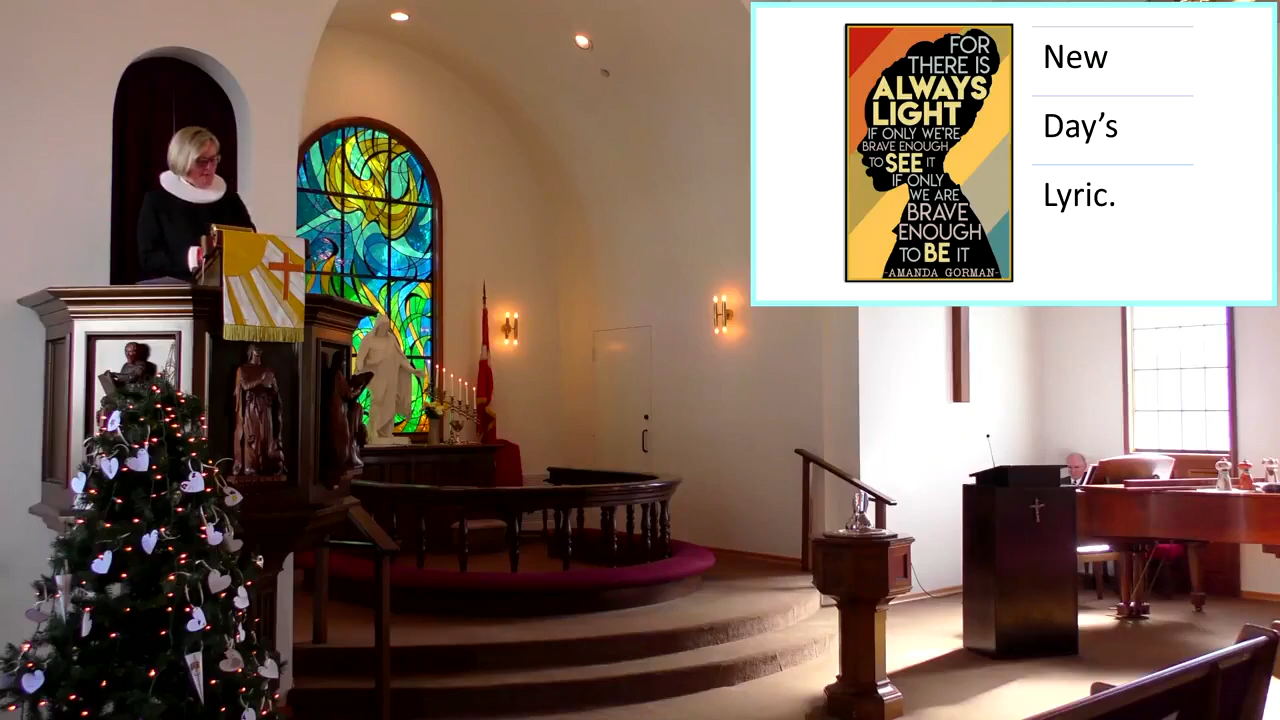 FOR
THERE IS
ALWAYS
LIGHT
IF ONLY WE'RE
BRAVE ENOUGH
TO SEE IT
IF ONLY
WE ARE
BRAVE
ENOUGH
TO BE IT
-AMANDA GORMAN-
New
Day’s
Lyric.